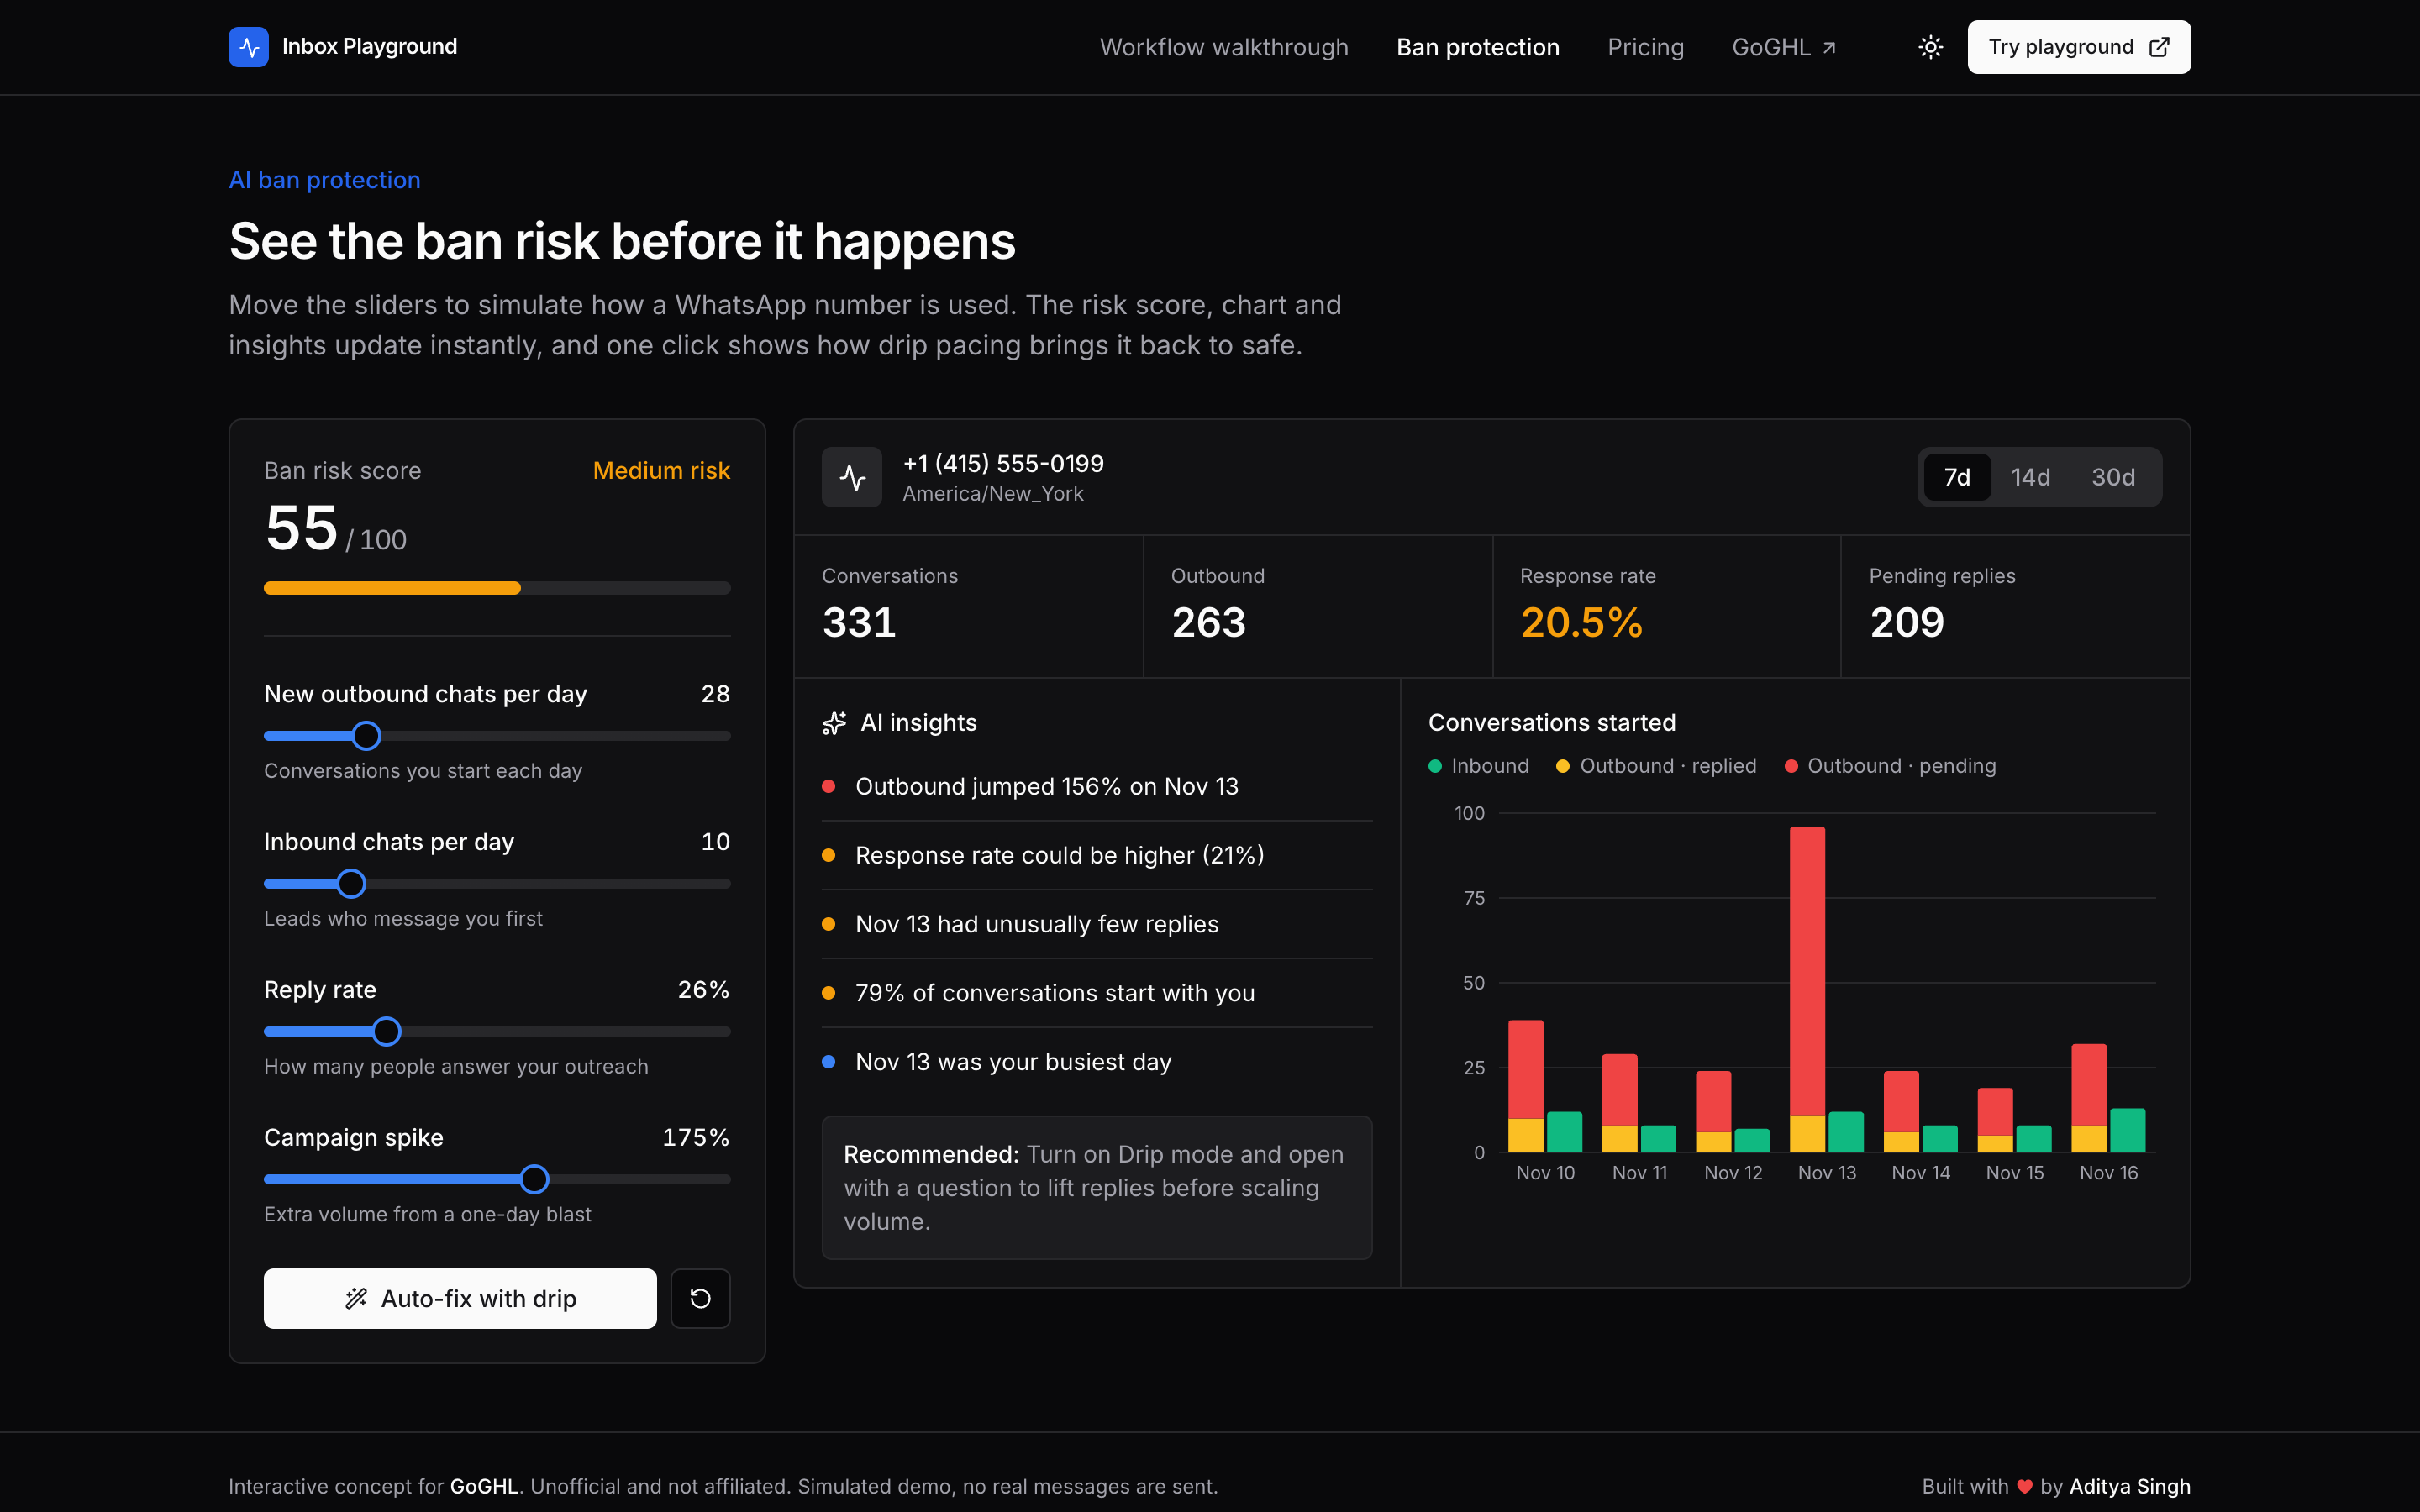 Inbox Playground
Workflow walkthrough
Ban protection
Pricing
GoGHL
Try playground
AI ban protection
See the ban risk before it happens
Move the sliders to simulate how a WhatsApp number is used. The risk score, chart and
insights update instantly, and one click shows how drip pacing brings it back to safe.
Ban risk score
Medium risk
55 / 100
New outbound chats per day
28
Conversations you start each day
Inbound chats per day
10
Leads who message you first
Reply rate
26%
How many people answer your outreach
Campaign spike
175%
Extra volume from a one-day blast
Auto-fix with drip
+1 (415) 555-0199
America/New_York
7d
14d
30d
Conversations
331
Outbound
263
Response rate
20.5%
Pending replies
209
AI insights
Outbound jumped 156% on Nov 13
Response rate could be higher (21%)
Nov 13 had unusually few replies
79% of conversations start with you
Nov 13 was your busiest day
Recommended: Turn on Drip mode and open
with a question to lift replies before scaling
volume.
Conversations started
Inbound
Outbound · replied
Outbound · pending
100
75
50
25
0
Nov 10
Nov 11
Nov 12
Nov 13
Nov 14
Nov 15
Nov 16
Interactive concept for GoGHL. Unofficial and not affiliated. Simulated demo, no real messages are sent.
Built with ❤ by Aditya Singh